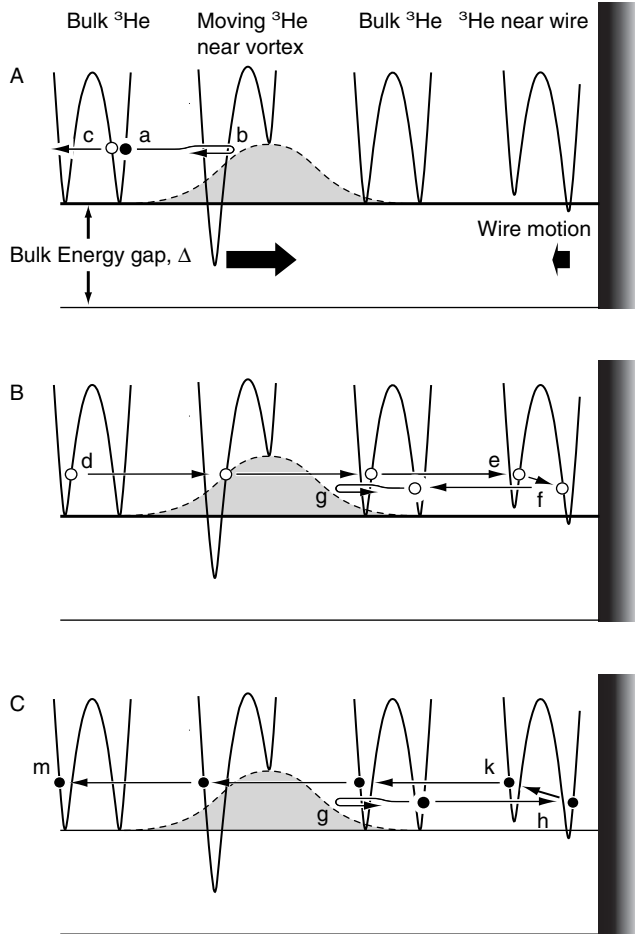 Bulk ³He
Moving ³He
near vortex
Bulk ³He
³He near wire
A
c
a
b
Wire motion
Bulk Energy gap, Δ
B
d
e
g
f
C
m
k
g
h